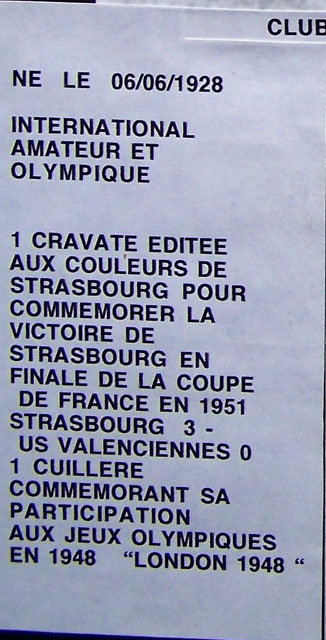 CLUB
NE LE 06/06/1928
INTERNATIONAL
AMATEUR ET
OLYMPIQUE
1 CRAVATE EDITEE
AUX COULEURS DE
STRASBOURG POUR
COMMEMORER LA
VICTOIRE DE
STRASBOURG EN
FINALE DE LA COUPE
DE FRANCE EN 1951
STRASBOURG 3 -
US VALENCIENNES 0
1 CUILLERE
COMMEMORANT SA
PARTICIPATION
AUX JEUX OLYMPIQUES
EN 1948 "LONDON 1948 "